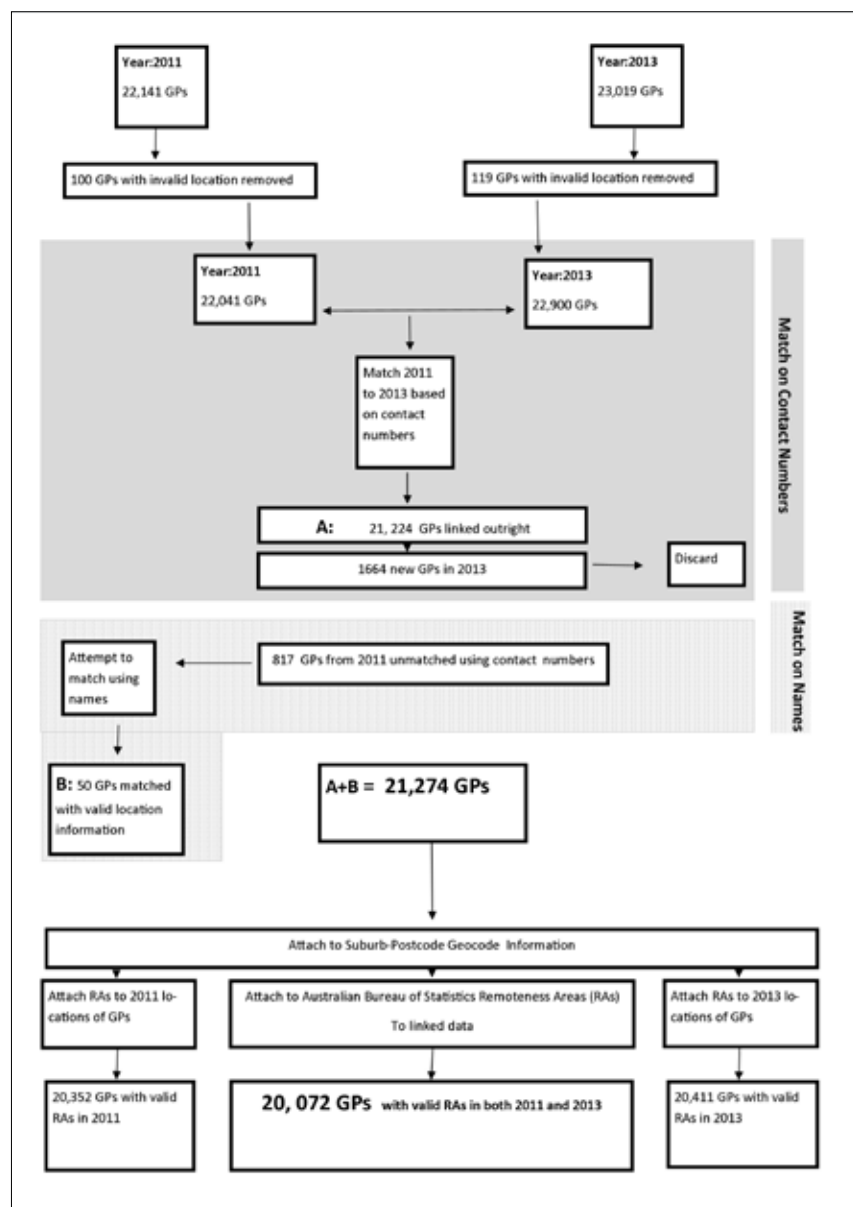 Year:2011
22,141 GPs
Year:2013
23,019 GPs
100 GPs with invalid location removed
119 GPs with invalid location removed
Year:2011
22,041 GPs
Year:2013
22,900 GPs
Match 2011
to 2013 based
on contact
numbers
Match on Contact Numbers
A: 21, 224 GPs linked outright
1664 new GPs in 2013
Discard
Match on Names
Attempt to
match using
names
817 GPs from 2011 unmatched using contact numbers
B: 50 GPs matched
with valid location
information
A+B = 21,274 GPs
Attach to Suburb-Postcode Geocode Information
Attach RAs to 2011 lo-
cations of GPs
Attach to Australian Bureau of Statistics Remoteness Areas (RAs)
To linked data
Attach RAs to 2013 lo-
cations of GPs
20,352 GPs with valid
RAs in 2011
20, 072 GPs with valid RAs in both 2011 and 2013
20,411 GPs with valid
RAs in 2013